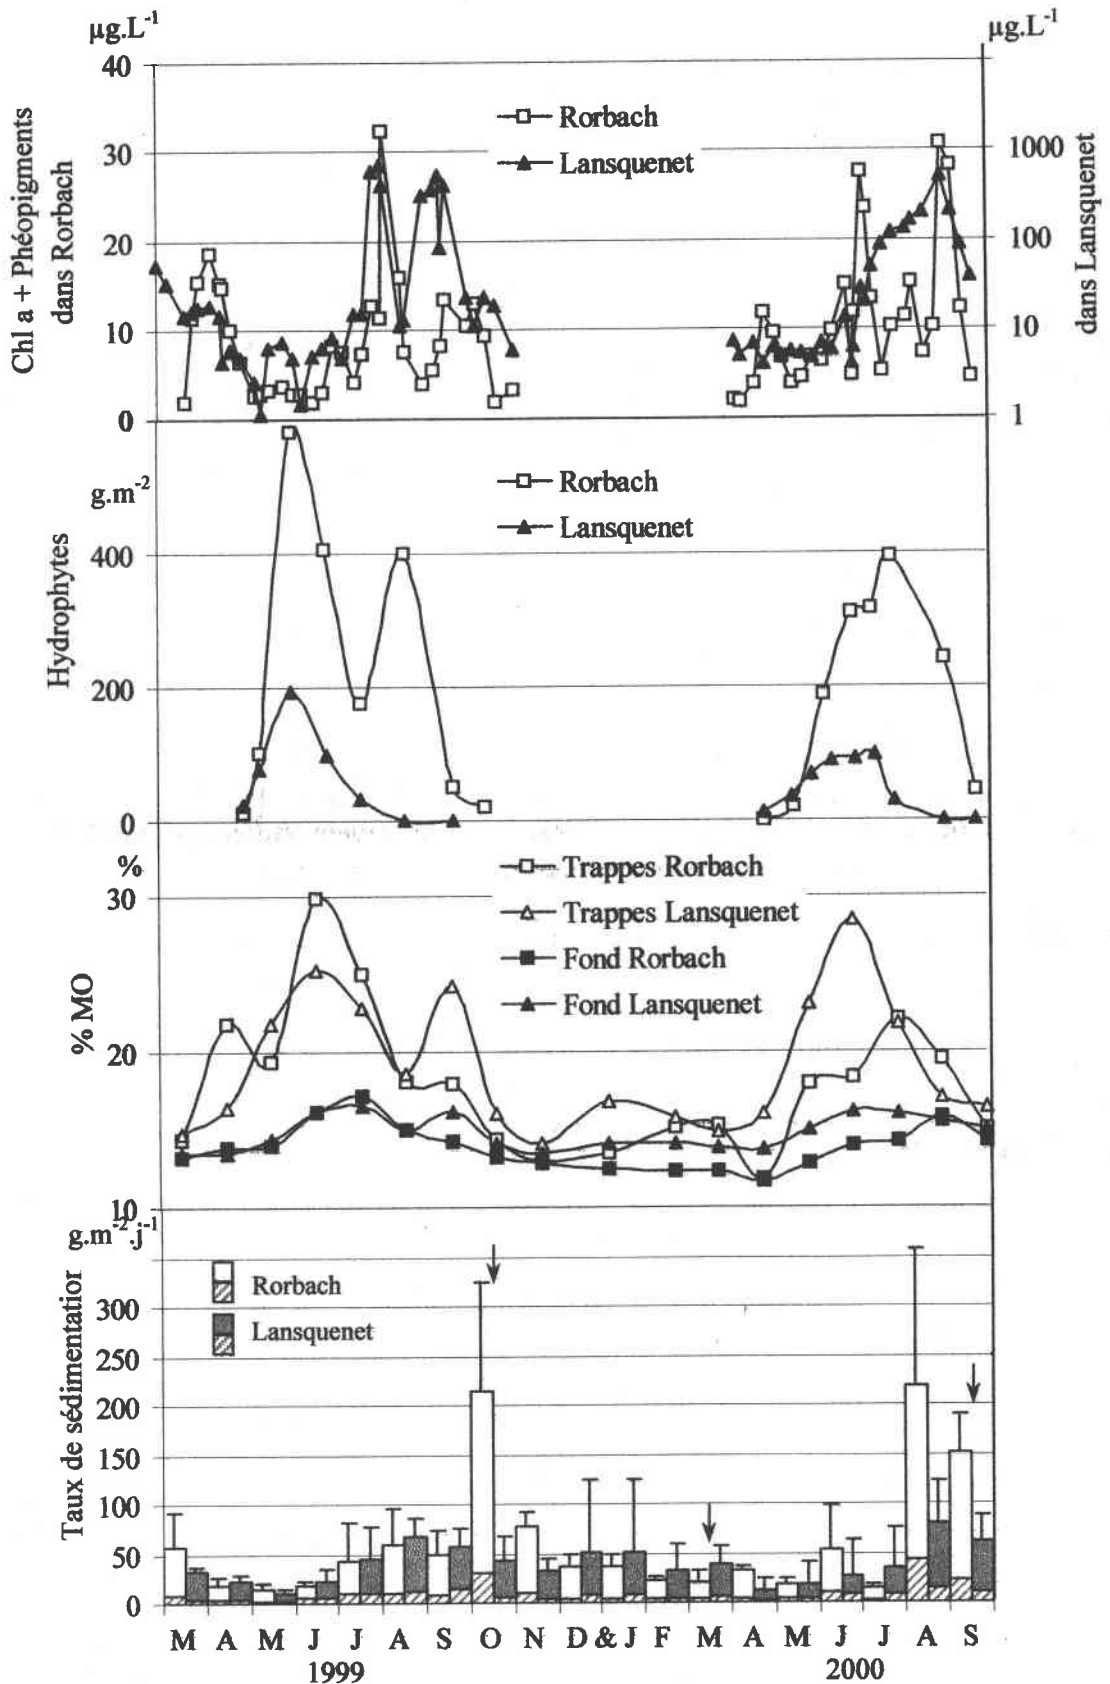 µg.L⁻¹
µg.L⁻¹
Chl a + Phéopigments
dans Rorbach
40
30
20
10
0
Rorbach
Lansquenet
1000
100
10
1
dans Lansquenet
g.m⁻²
Hydrophytes
400
200
0
Rorbach
Lansquenet
%
% MO
30
20
10
Trappes Rorbach
Trappes Lansquenet
Fond Rorbach
Fond Lansquenet
g.m⁻².j⁻¹
Taux de sédimentatior
300
250
200
150
100
50
0
Rorbach
Lansquenet
M A M J J A S O N D & J F M A M J J A S
1999 2000